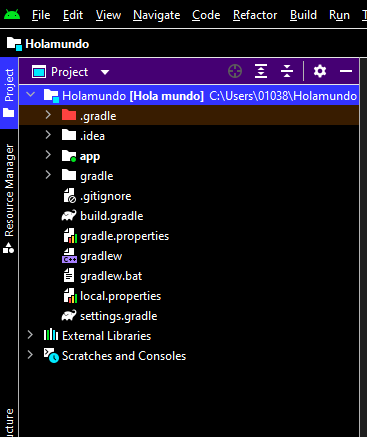 File Edit View Navigate Code Refactor Build Run
Holamundo
Project
Project
Holamundo [Hola mundo] C:\Users\01038\Holamundo
.gradle
.idea
app
gradle
.gitignore
build.gradle
gradle.properties
gradlew
gradlew.bat
local.properties
settings.gradle
External Libraries
Scratches and Consoles
Resource Manager